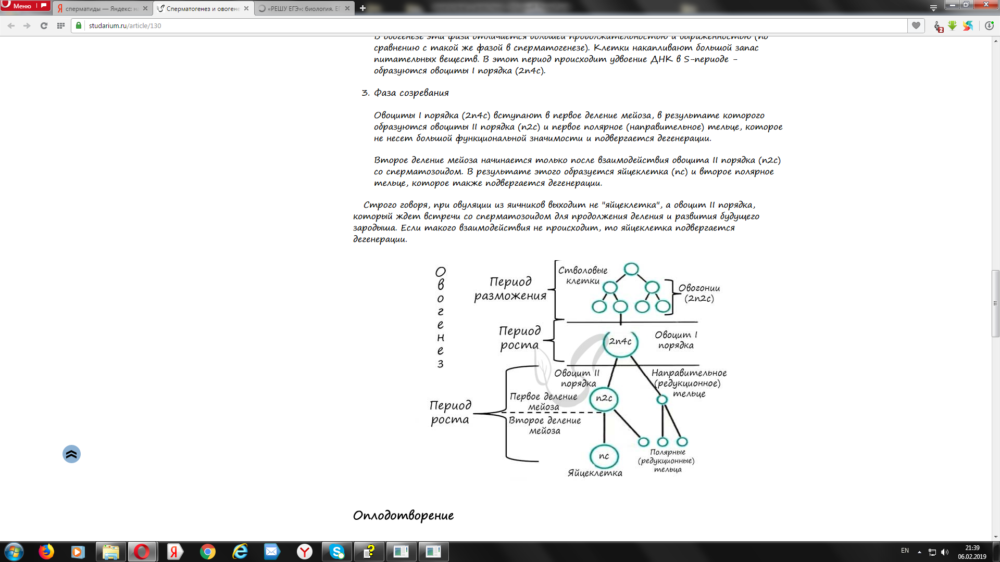 Меню
сперматиды — Яндекс: на
Сперматогенез и овогене
«РЕШУ ЕГЭ»: биология. ЕГ
studarium.ru/article/130
2
В овогенезе эта фаза отличается большей продолжительностью и выраженностью (по
сравнению с такой же фазой в сперматогенезе). Клетки накапливают большой запас
питательных веществ. В этот период происходит удвоение ДНК в S-периоде -
образуются овоциты I порядка (2n4c).
3. Фаза созревания
Овоциты I порядка (2n4c) вступают в первое деление мейоза, в результате которого
образуются овоциты II порядка (n2c) и первое полярное (направительное) тельце, которое
не несет большой функциональной значимости и подвергается дегенерации.
Второе деление мейоза начинается только после взаимодействия овоцита II порядка (n2c)
со сперматозоидом. В результате этого образуется яйцеклетка (nc) и второе полярное
тельце, которое также подвергается дегенерации.
Строго говоря, при овуляции из яичников выходит не "яйцеклетка", а овоцит II порядка,
который ждет встречи со сперматозоидом для продолжения деления и развития будущего
зародыша. Если такого взаимодействия не происходит, то яйцеклетка подвергается
дегенерации.
Овогенез
Период
разможения
Стволовые
клетки
Овогонии
(2n2c)
Период
роста
2n4c
Овоцит I
порядка
Овоцит II
порядка
Направительное
(редукционное)
тельце
Период
роста
Первое деление
мейоза
n2c
Второе деление
мейоза
nc
Яйцеклетка
Полярные
(редукционные)
тельца
Оплодотворение
EN
21:39
06.02.2019